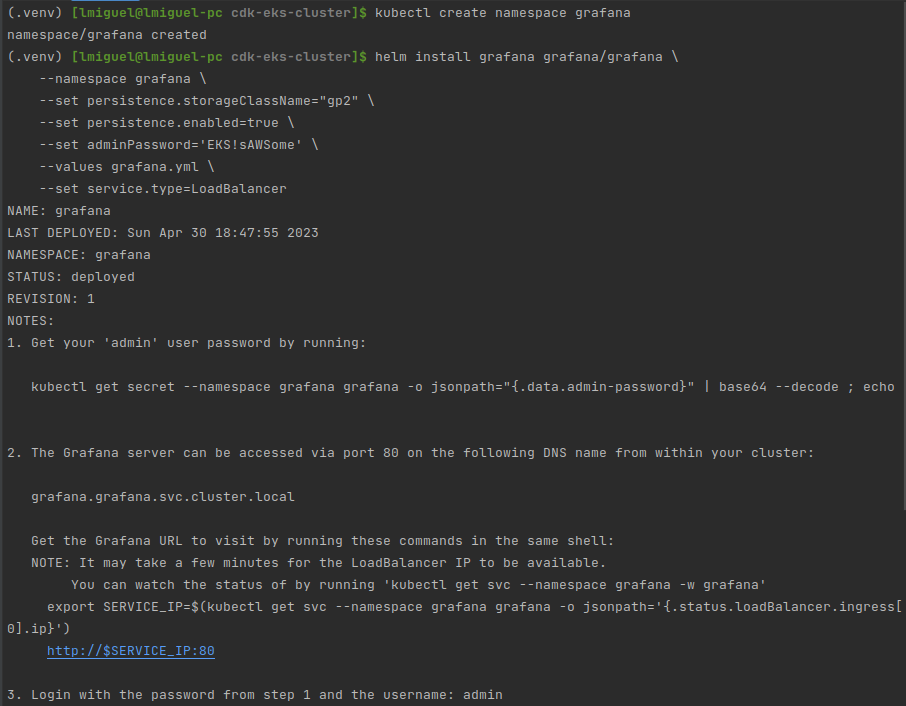 (.venv) [lmiguel@lmiguel-pc cdk-eks-cluster]$ kubectl create namespace grafana
namespace/grafana created
(.venv) [lmiguel@lmiguel-pc cdk-eks-cluster]$ helm install grafana grafana/grafana \
    --namespace grafana \
    --set persistence.storageClassName="gp2" \
    --set persistence.enabled=true \
    --set adminPassword='EKS!sAWSome' \
    --values grafana.yml \
    --set service.type=LoadBalancer
NAME: grafana
LAST DEPLOYED: Sun Apr 30 18:47:55 2023
NAMESPACE: grafana
STATUS: deployed
REVISION: 1
NOTES:
1. Get your 'admin' user password by running:
   kubectl get secret --namespace grafana grafana -o jsonpath="{.data.admin-password}" | base64 --decode ; echo
2. The Grafana server can be accessed via port 80 on the following DNS name from within your cluster:
   grafana.grafana.svc.cluster.local
   Get the Grafana URL to visit by running these commands in the same shell:
   NOTE: It may take a few minutes for the LoadBalancer IP to be available.
        You can watch the status of by running 'kubectl get svc --namespace grafana -w grafana'
     export SERVICE_IP=$(kubectl get svc --namespace grafana grafana -o jsonpath='{.status.loadBalancer.ingress[
0].ip}')
     http://$SERVICE_IP:80
3. Login with the password from step 1 and the username: admin